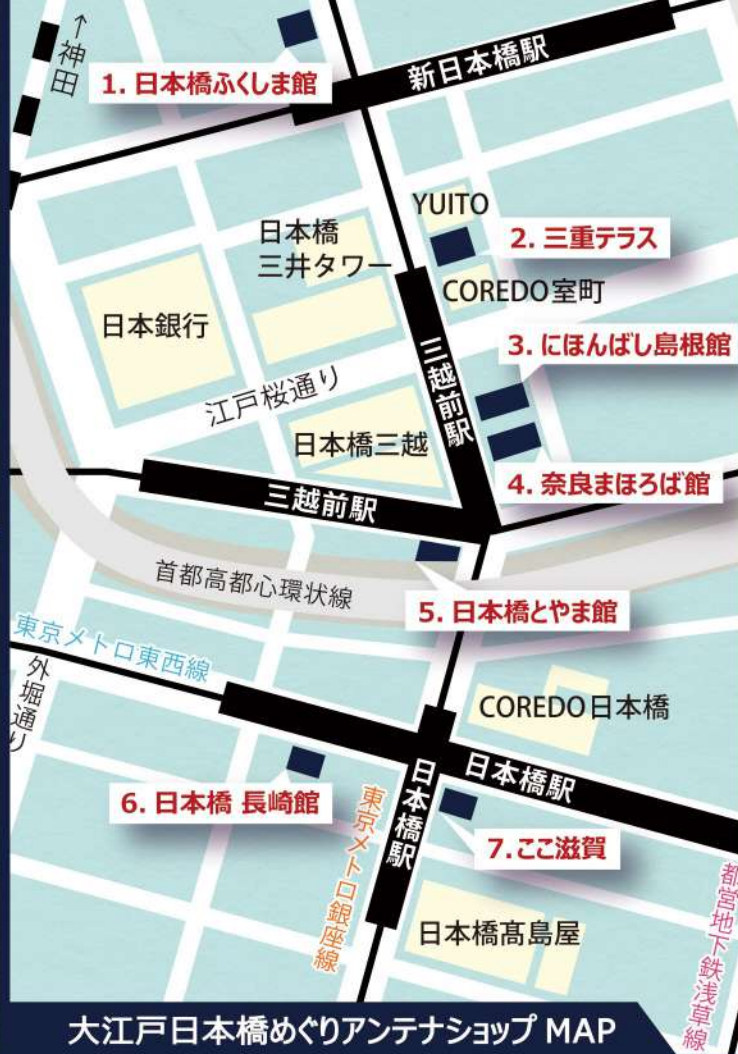 ↑神田
1. 日本橋ふくしま館
新日本橋駅
YUITO
日本橋
三井タワー
2. 三重テラス
COREDO室町
日本銀行
3. にほんばし島根館
三越前駅
江戸桜通り
日本橋三越
4. 奈良まほろば館
三越前駅
首都高都心環状線
5. 日本橋とやま館
東京メトロ東西線
外堀通り
COREDO日本橋
日本橋駅
日本橋駅
6. 日本橋 長崎館
東京メトロ銀座線
7.ここ滋賀
都営地下鉄浅草線
日本橋髙島屋
大江戸日本橋めぐりアンテナショップ MAP